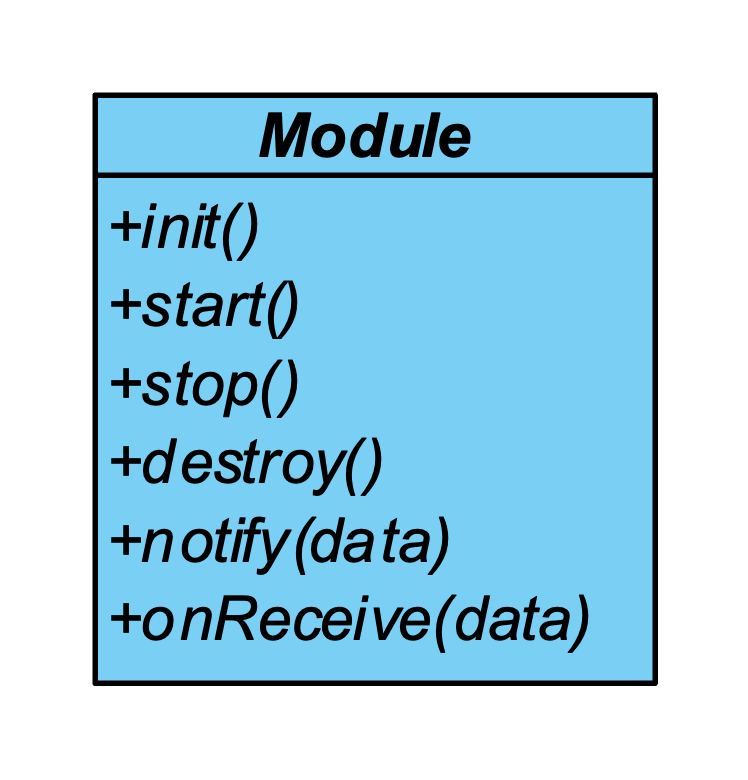 Module
+init()
+start()
+stop()
+destroy()
+notify(data)
+onReceive(data)